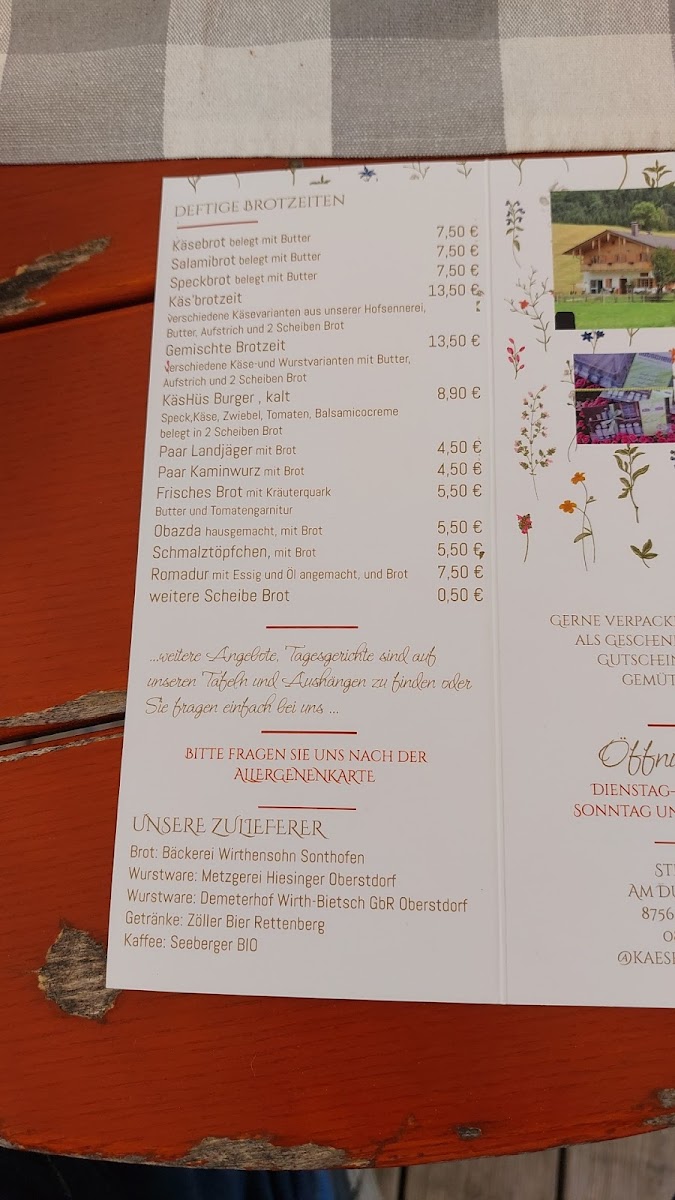 DEFTIGE BROTZEITEN
Käsebrot belegt mit Butter 7,50 €
Salamibrot belegt mit Butter 7,50 €
Speckbrot belegt mit Butter 7,50 €
Käs'brotzeit 13,50 €
verschiedene Käsevarianten aus unserer Hofsennerei,
Butter, Aufstrich und 2 Scheiben Brot
Gemischte Brotzeit 13,50 €
verschiedene Käse-und Wurstvarianten mit Butter,
Aufstrich und 2 Scheiben Brot
KäsHüs Burger , kalt 8,90 €
Speck,Käse, Zwiebel, Tomaten, Balsamicocreme
belegt in 2 Scheiben Brot
Paar Landjäger mit Brot 4,50 €
Paar Kaminwurz mit Brot 4,50 €
Frisches Brot mit Kräuterquark 5,50 €
Butter und Tomatengarnitur
Obazda hausgemacht, mit Brot 5,50 €
Schmalztöpfchen, mit Brot 5,50 €
Romadur mit Essig und Öl angemacht, und Brot 7,50 €
weitere Scheibe Brot 0,50 €
...weitere Angebote, Tagesgerichte sind auf
unseren Tafeln und Aushängen zu finden oder
Sie fragen einfach bei uns ...
BITTE FRAGEN SIE UNS NACH DER
ALLERGENENKARTE
UNSERE ZULIEFERER
Brot: Bäckerei Wirthensohn Sonthofen
Wurstware: Metzgerei Hiesinger Oberstdorf
Wurstware: Demeterhof Wirth-Bietsch GbR Oberstdorf
Getränke: Zöller Bier Rettenberg
Kaffee: Seeberger BIO
GERNE VERPACK
ALS GESCHEN
GUTSCHEIN
GEMÜT
Öffnu
DIENSTAG-
SONNTAG UN
ST
AM DU
8756
08
@KAESE